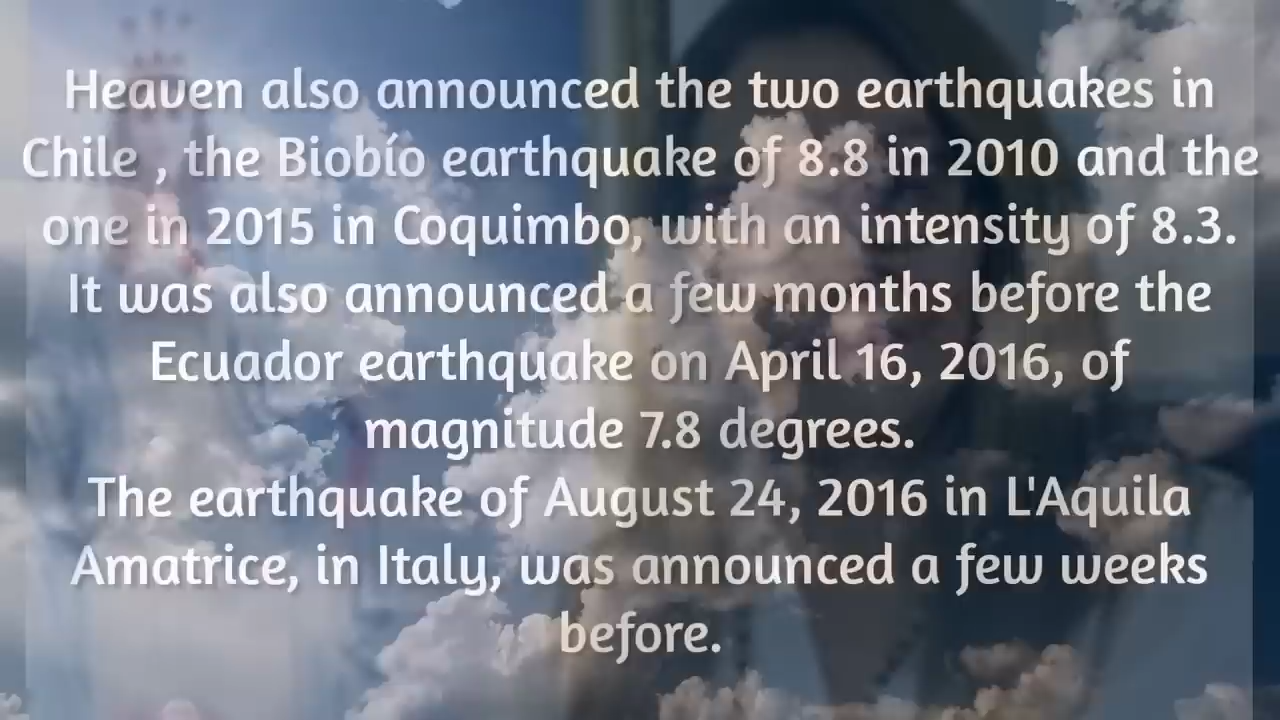 Heaven also announced the two earthquakes in
Chile , the Biobío earthquake of 8.8 in 2010 and the
one in 2015 in Coquimbo, with an intensity of 8.3.
It was also announced a few months before the
Ecuador earthquake on April 16, 2016, of
magnitude 7.8 degrees.
The earthquake of August 24, 2016 in L'Aquila
Amatrice, in Italy, was announced a few weeks
before.